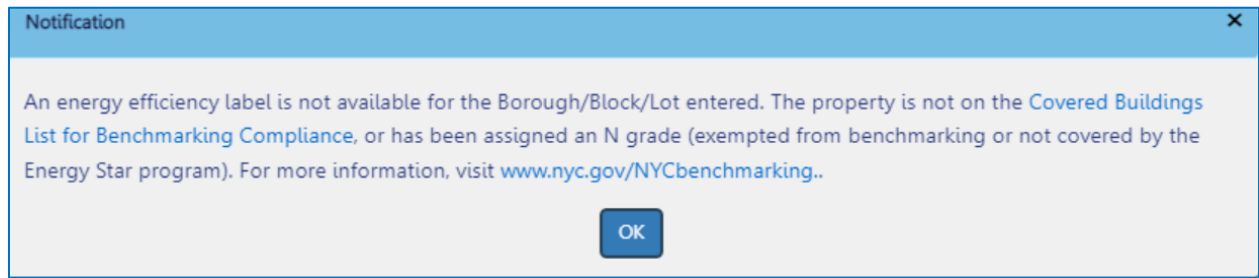 Notification ×
An energy efficiency label is not available for the Borough/Block/Lot entered. The property is not on the Covered Buildings
List for Benchmarking Compliance, or has been assigned an N grade (exempted from benchmarking or not covered by the
Energy Star program). For more information, visit www.nyc.gov/NYCbenchmarking..
OK